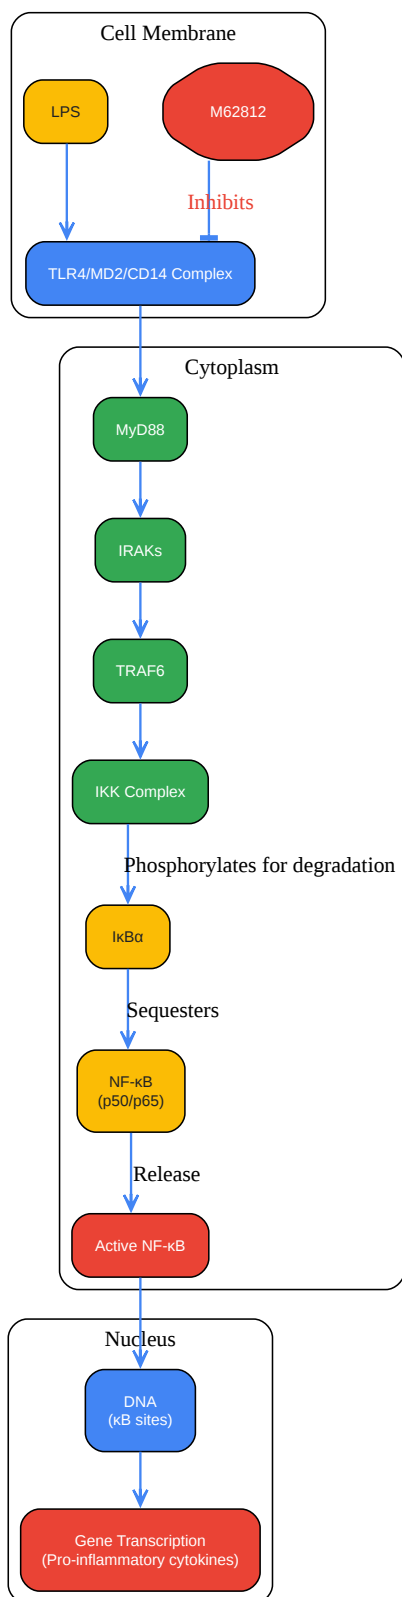 Cell Membrane
LPS
M62812
Inhibits
TLR4/MD2/CD14 Complex
Cytoplasm
MyD88
IRAKs
TRAF6
IKK Complex
Phosphorylates for degradation
IκBα
Sequesters
NF-κB
(p50/p65)
Release
Active NF-κB
Nucleus
DNA
(κB sites)
Gene Transcription
(Pro-inflammatory cytokines)